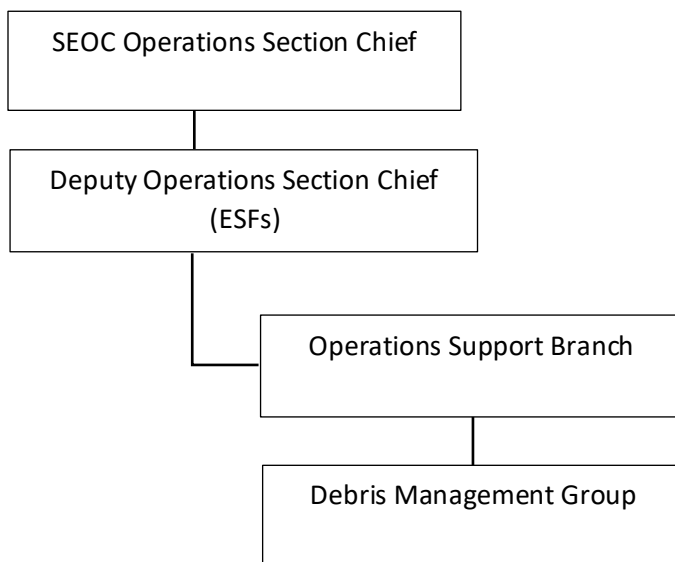 SEOC Operations Section Chief
Deputy Operations Section Chief
(ESFs)
Operations Support Branch
Debris Management Group